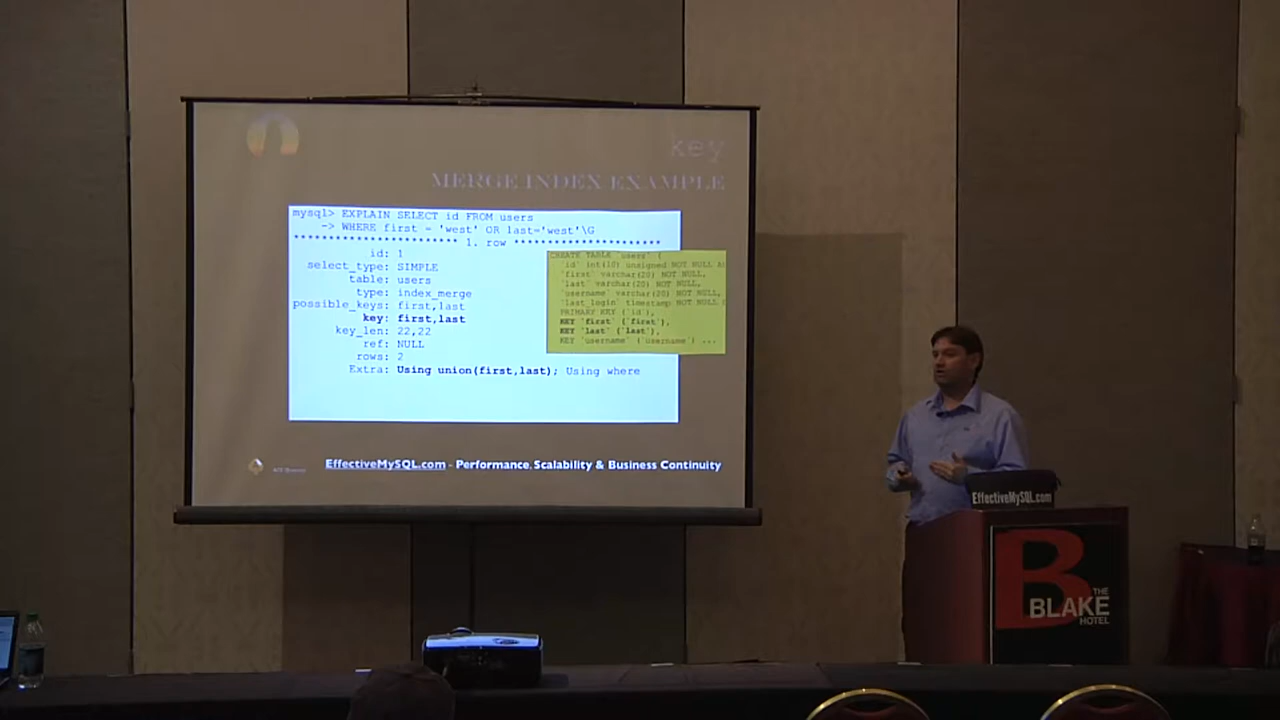 key
MERGE INDEX EXAMPLE
mysql> EXPLAIN SELECT id FROM users
-> WHERE first = 'west' OR last='west'\G
*********************** 1. row **********************
id: 1
select_type: SIMPLE
table: users
type: index_merge
possible_keys: first,last
key: first,last
key_len: 22,22
ref: NULL
rows: 2
Extra: Using union(first,last); Using where
CREATE TABLE `users` (
`id` int(10) unsigned NOT NULL
`first` varchar(20) NOT NULL,
`last` varchar(20) NOT NULL,
`username` varchar(20) NOT NULL,
`last_login` timestamp NOT NULL
PRIMARY KEY (`id`),
KEY `first` (`first`),
KEY `last` (`last`),
KEY `username` (`username`) ...
EffectiveMySQL.com - Performance, Scalability & Business Continuity
EffectiveMySQL.com
B
THE
BLAKE
HOTEL